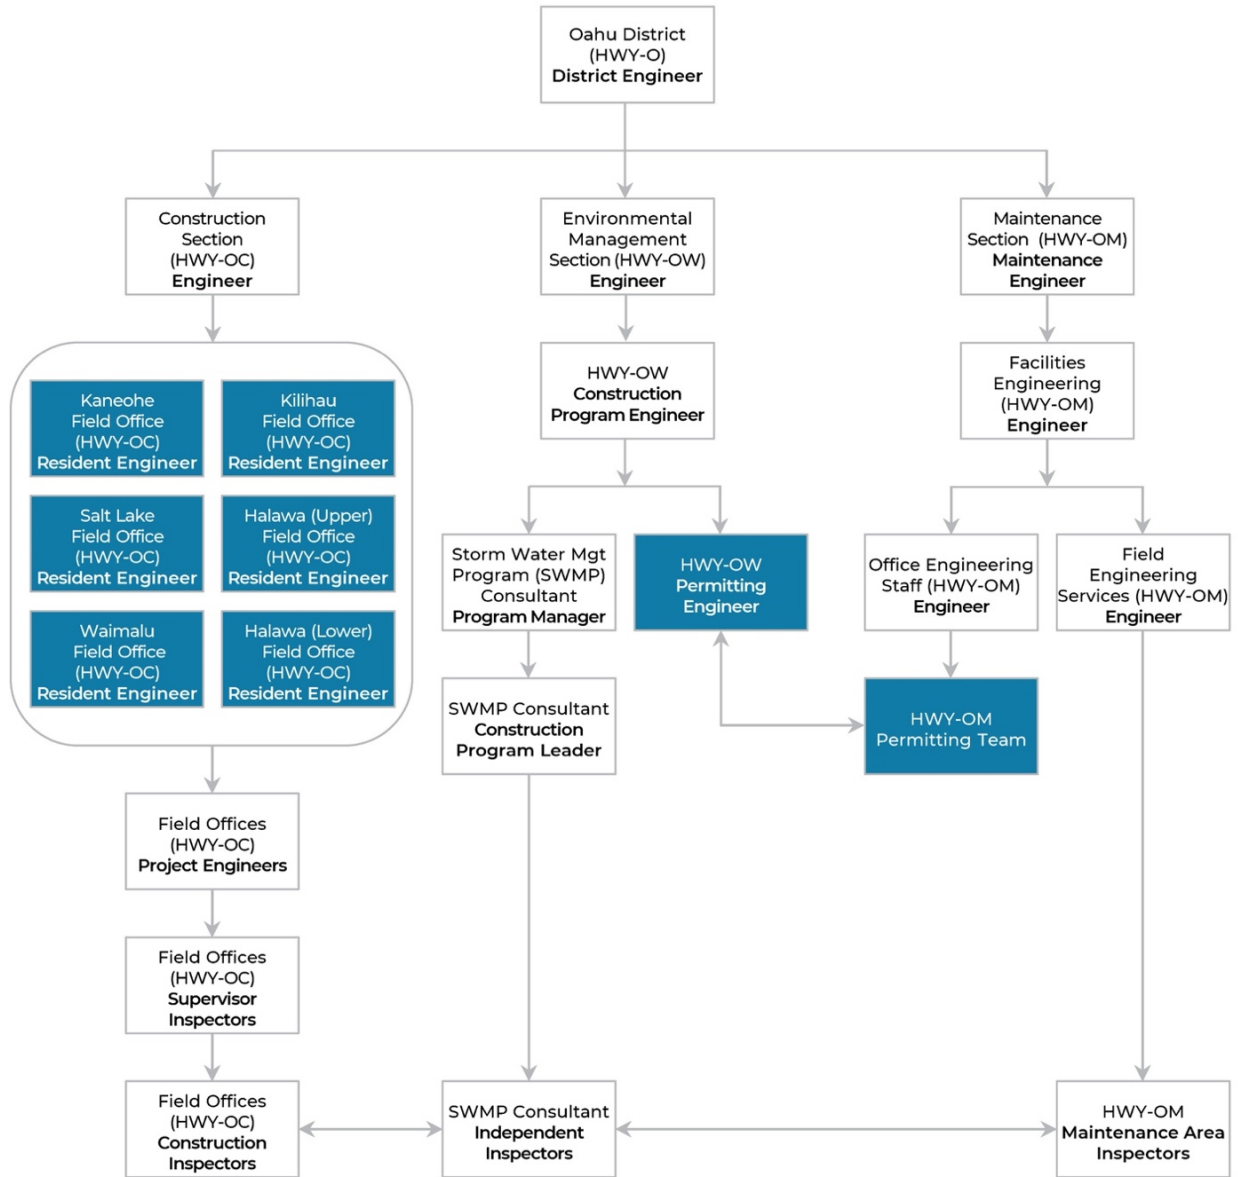 Oahu District
(HWY-O)
District Engineer
Construction
Section
(HWY-OC)
Engineer
Environmental
Management
Section (HWY-OW)
Engineer
Maintenance
Section (HWY-OM)
Maintenance
Engineer
Kaneohe
Field Office
(HWY-OC)
Resident Engineer
Kilihau
Field Office
(HWY-OC)
Resident Engineer
Salt Lake
Field Office
(HWY-OC)
Resident Engineer
Halawa (Upper)
Field Office
(HWY-OC)
Resident Engineer
Waimalu
Field Office
(HWY-OC)
Resident Engineer
Halawa (Lower)
Field Office
(HWY-OC)
Resident Engineer
HWY-OW
Construction
Program Engineer
Facilities
Engineering
(HWY-OM)
Engineer
Storm Water Mgt
Program (SWMP)
Consultant
Program Manager
HWY-OW
Permitting
Engineer
Office Engineering
Staff (HWY-OM)
Engineer
Field
Engineering
Services (HWY-OM)
Engineer
SWMP Consultant
Construction
Program Leader
HWY-OM
Permitting Team
Field Offices
(HWY-OC)
Project Engineers
Field Offices
(HWY-OC)
Supervisor
Inspectors
Field Offices
(HWY-OC)
Construction
Inspectors
SWMP Consultant
Independent
Inspectors
HWY-OM
Maintenance Area
Inspectors